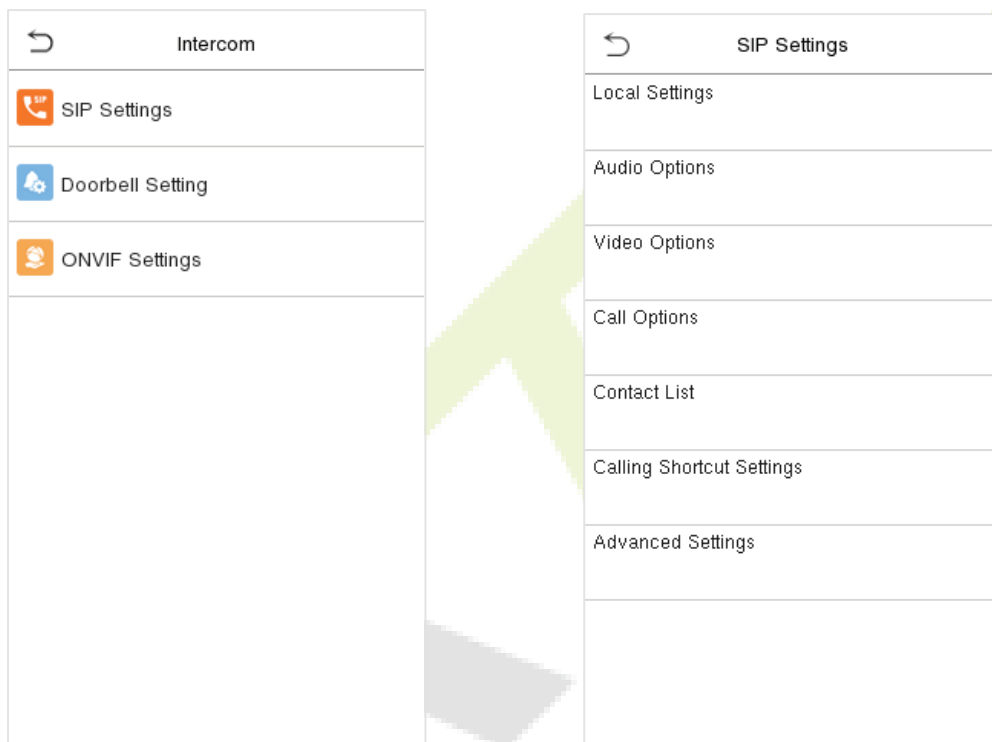 Intercom
SIP
SIP Settings
Doorbell Setting
ONVIF Settings
SIP Settings
Local Settings
Audio Options
Video Options
Call Options
Contact List
Calling Shortcut Settings
Advanced Settings